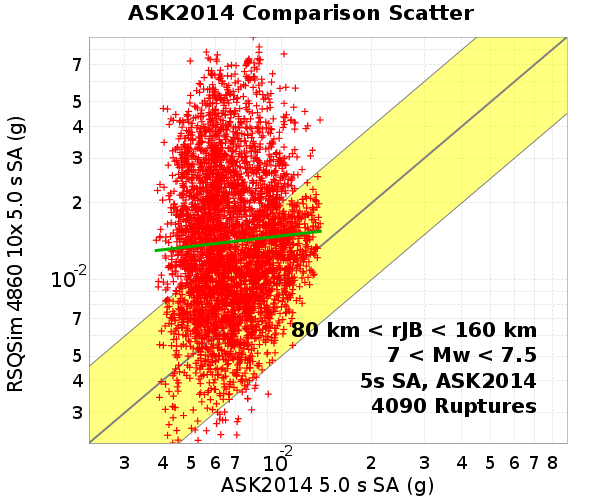 ASK2014 Comparison Scatter
RSQSim 4860 10x 5.0 s SA (g)
7
5
4
3
2
10-2
7
5
4
3
80 km < rJB < 160 km
7 < Mw < 7.5
5s SA, ASK2014
4090 Ruptures
3 4 5 6 7 10-2 2 3 4 5 6 7 8
ASK2014 5.0 s SA (g)